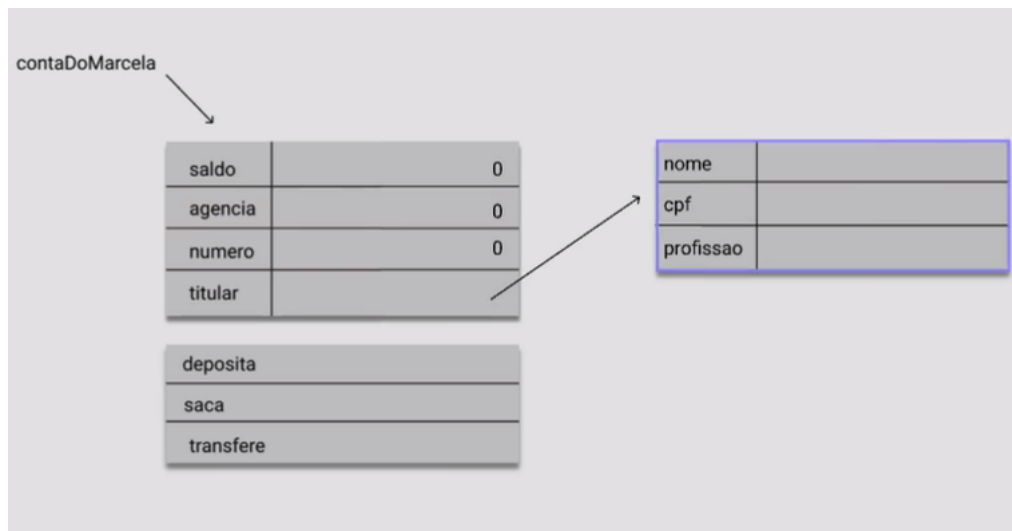 contaDoMarcela
saldo 0
agencia 0
numero 0
titular
nome
cpf
profissao
deposita
saca
transfere